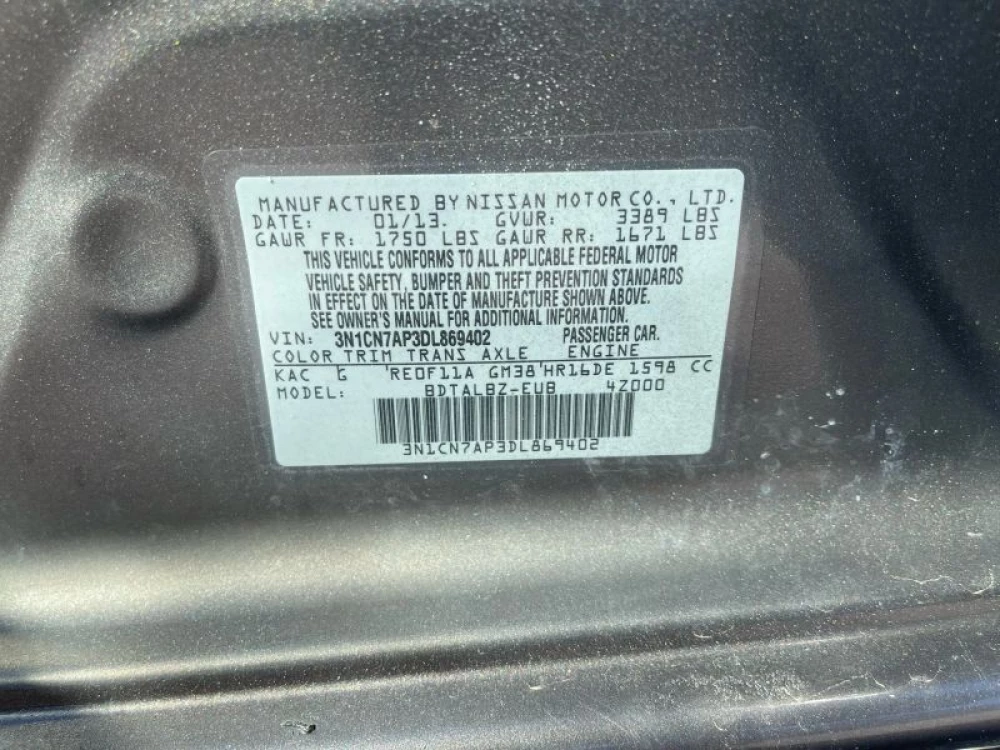 MANUFACTURED BY NISSAN MOTOR CO., LTD.
DATE: 01/13. GVWR: 3389 LBS
GAWR FR: 1750 LBS GAWR RR: 1671 LBS
THIS VEHICLE CONFORMS TO ALL APPLICABLE FEDERAL MOTOR
VEHICLE SAFETY, BUMPER AND THEFT PREVENTION STANDARDS
IN EFFECT ON THE DATE OF MANUFACTURE SHOWN ABOVE.
SEE OWNER'S MANUAL FOR ADDITIONAL INFORMATION.
VIN: 3N1CN7AP3DL869402 PASSENGER CAR.
COLOR TRIM TRANS AXLE ENGINE
KAC G 'RE0F11A GM38'HR16DE 1598 CC
MODEL: BDTALBZ-EUB 4Z000
3N1CN7AP3DL869402